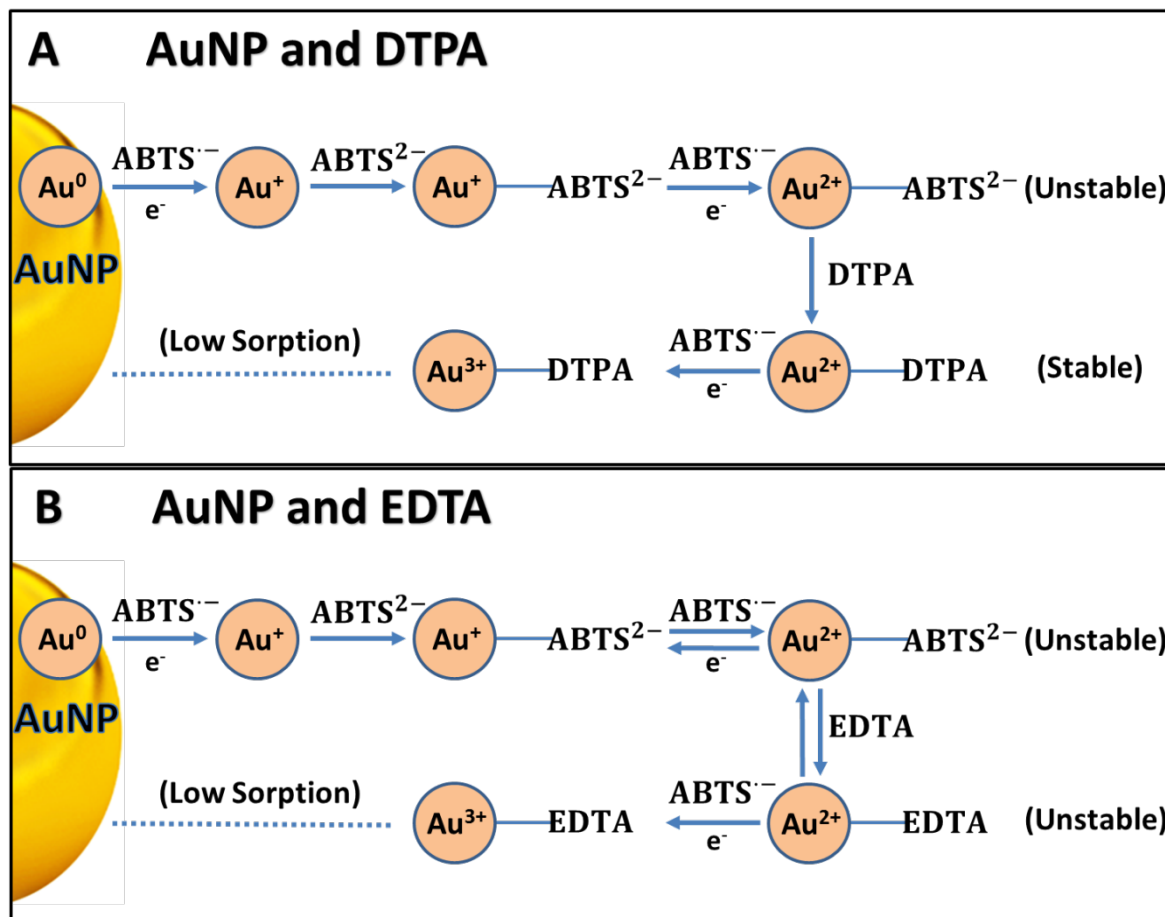 A AuNP and DTPA
ABTS·− ABTS2− ABTS·−
Au0 Au+ Au+ ABTS2− Au2+ ABTS2− (Unstable)
e- e-
AuNP
DTPA
(Low Sorption) ABTS·−
Au3+ DTPA Au2+ DTPA (Stable)
e-
B AuNP and EDTA
ABTS·− ABTS2− ABTS·−
Au0 Au+ Au+ ABTS2− Au2+ ABTS2− (Unstable)
e- e-
AuNP
EDTA
(Low Sorption) ABTS·−
Au3+ EDTA Au2+ EDTA (Unstable)
e-